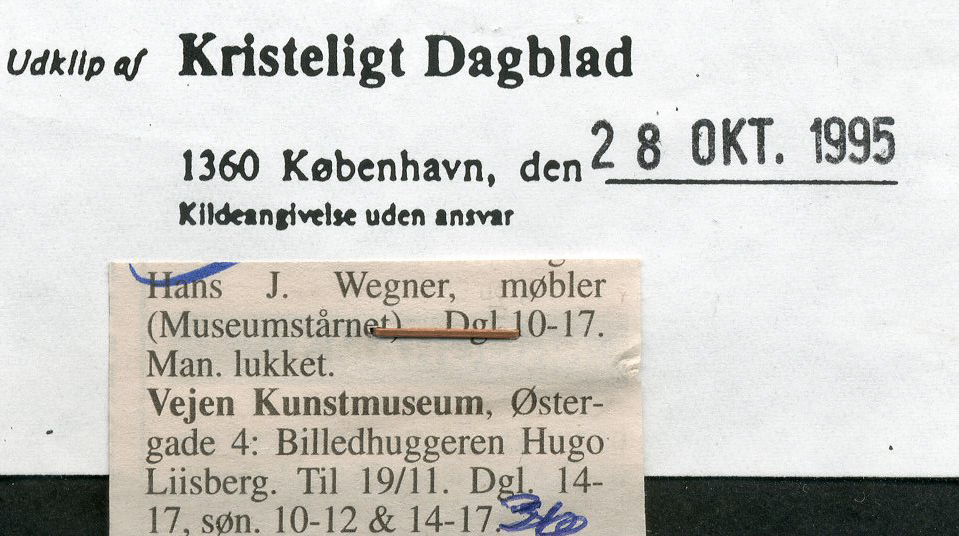 Udklip af Kristeligt Dagblad
1360 København, den 28 OKT. 1995
Kildeangivelse uden ansvar
Hans J. Wegner, møbler
(Museumstårnet). Dgl. 10-17.
Man. lukket.
Vejen Kunstmuseum, Øster-
gade 4: Billedhuggeren Hugo
Liisberg. Til 19/11. Dgl. 14-
17, søn. 10-12 & 14-17.